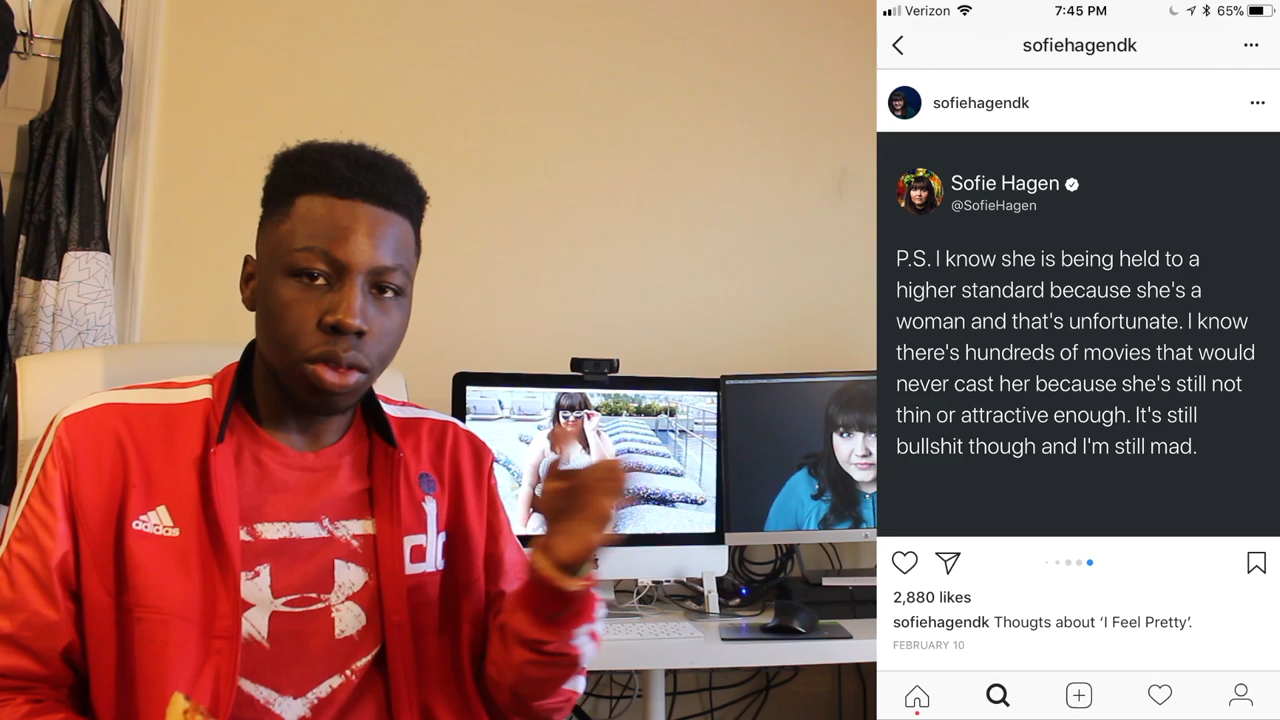 adidas
dc
Verizon 7:45 PM 65%
sofiehagendk
sofiehagendk
Sofie Hagen
@SofieHagen
P.S. I know she is being held to a
higher standard because she's a
woman and that's unfortunate. I know
there's hundreds of movies that would
never cast her because she's still not
thin or attractive enough. It's still
bullshit though and I'm still mad.
2,880 likes
sofiehagendk Thougts about ‘I Feel Pretty’.
FEBRUARY 10